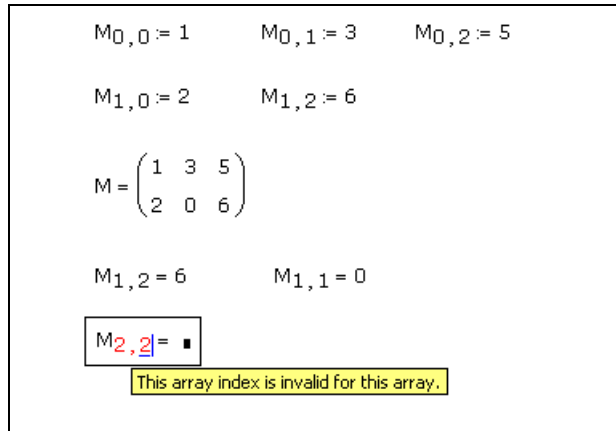 M0,0 := 1 M0,1 := 3 M0,2 := 5
M1,0 := 2 M1,2 := 6
M = ( 1 3 5
2 0 6 )
M1,2 = 6 M1,1 = 0
M2,2 = ▪
This array index is invalid for this array.